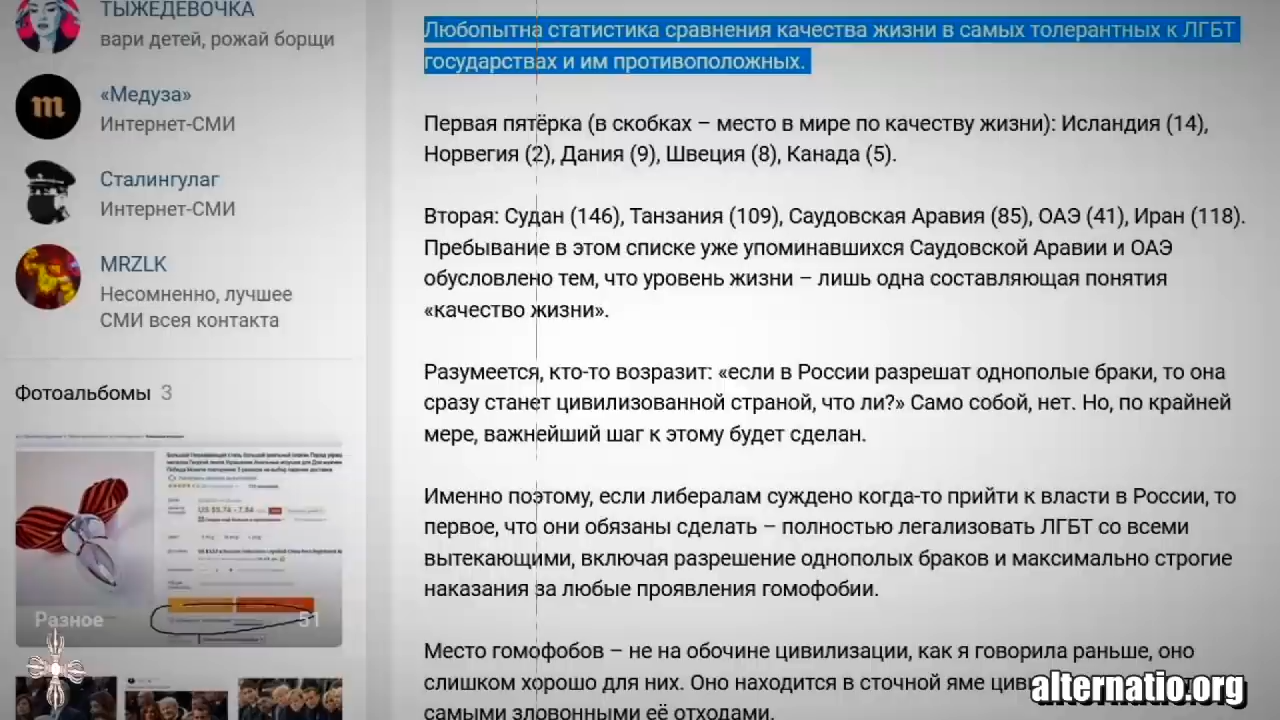 ТЫЖЕДЕВОЧКА
вари детей, рожай борщи
«Медуза»
Интернет-СМИ
Сталингулаг
Интернет-СМИ
MRZLK
Несомненно, лучшее
СМИ всея контакта
Фотоальбомы 3
Разное 51
Любопытна статистика сравнения качества жизни в самых толерантных к ЛГБТ
государствах и им противоположных.
Первая пятёрка (в скобках – место в мире по качеству жизни): Исландия (14),
Норвегия (2), Дания (9), Швеция (8), Канада (5).
Вторая: Судан (146), Танзания (109), Саудовская Аравия (85), ОАЭ (41), Иран (118).
Пребывание в этом списке уже упоминавшихся Саудовской Аравии и ОАЭ
обусловлено тем, что уровень жизни – лишь одна составляющая понятия
«качество жизни».
Разумеется, кто-то возразит: «если в России разрешат однополые браки, то она
сразу станет цивилизованной страной, что ли?» Само собой, нет. Но, по крайней
мере, важнейший шаг к этому будет сделан.
Именно поэтому, если либералам суждено когда-то прийти к власти в России, то
первое, что они обязаны сделать – полностью легализовать ЛГБТ со всеми
вытекающими, включая разрешение однополых браков и максимально строгие
наказания за любые проявления гомофобии.
Место гомофобов – не на обочине цивилизации, как я говорила раньше, оно
слишком хорошо для них. Оно находится в сточной яме
самыми зловонными её отходами.
alternatio.org